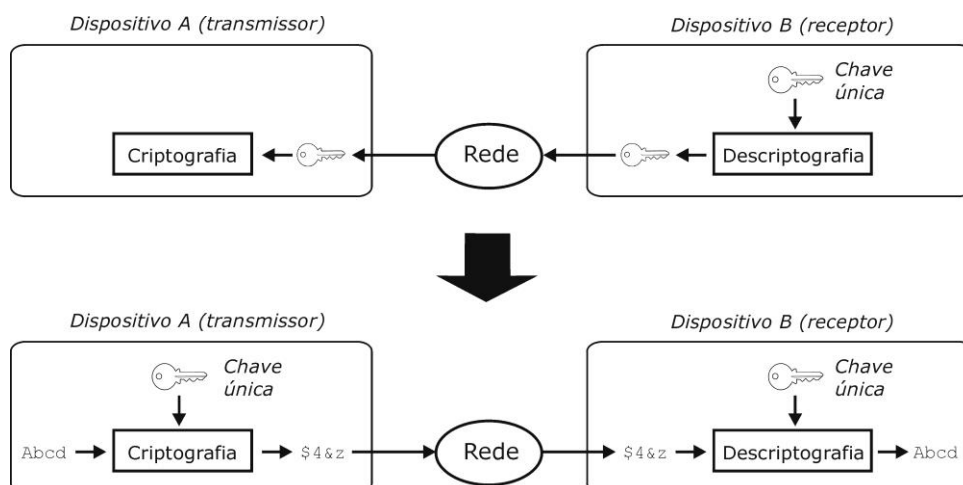 Dispositivo A (transmissor)
Dispositivo B (receptor)
Chave
única
Criptografia
Rede
Descriptografia
Dispositivo A (transmissor)
Dispositivo B (receptor)
Chave
única
Chave
única
Abcd
Criptografia
$4&z
Rede
$4&z
Descriptografia
Abcd